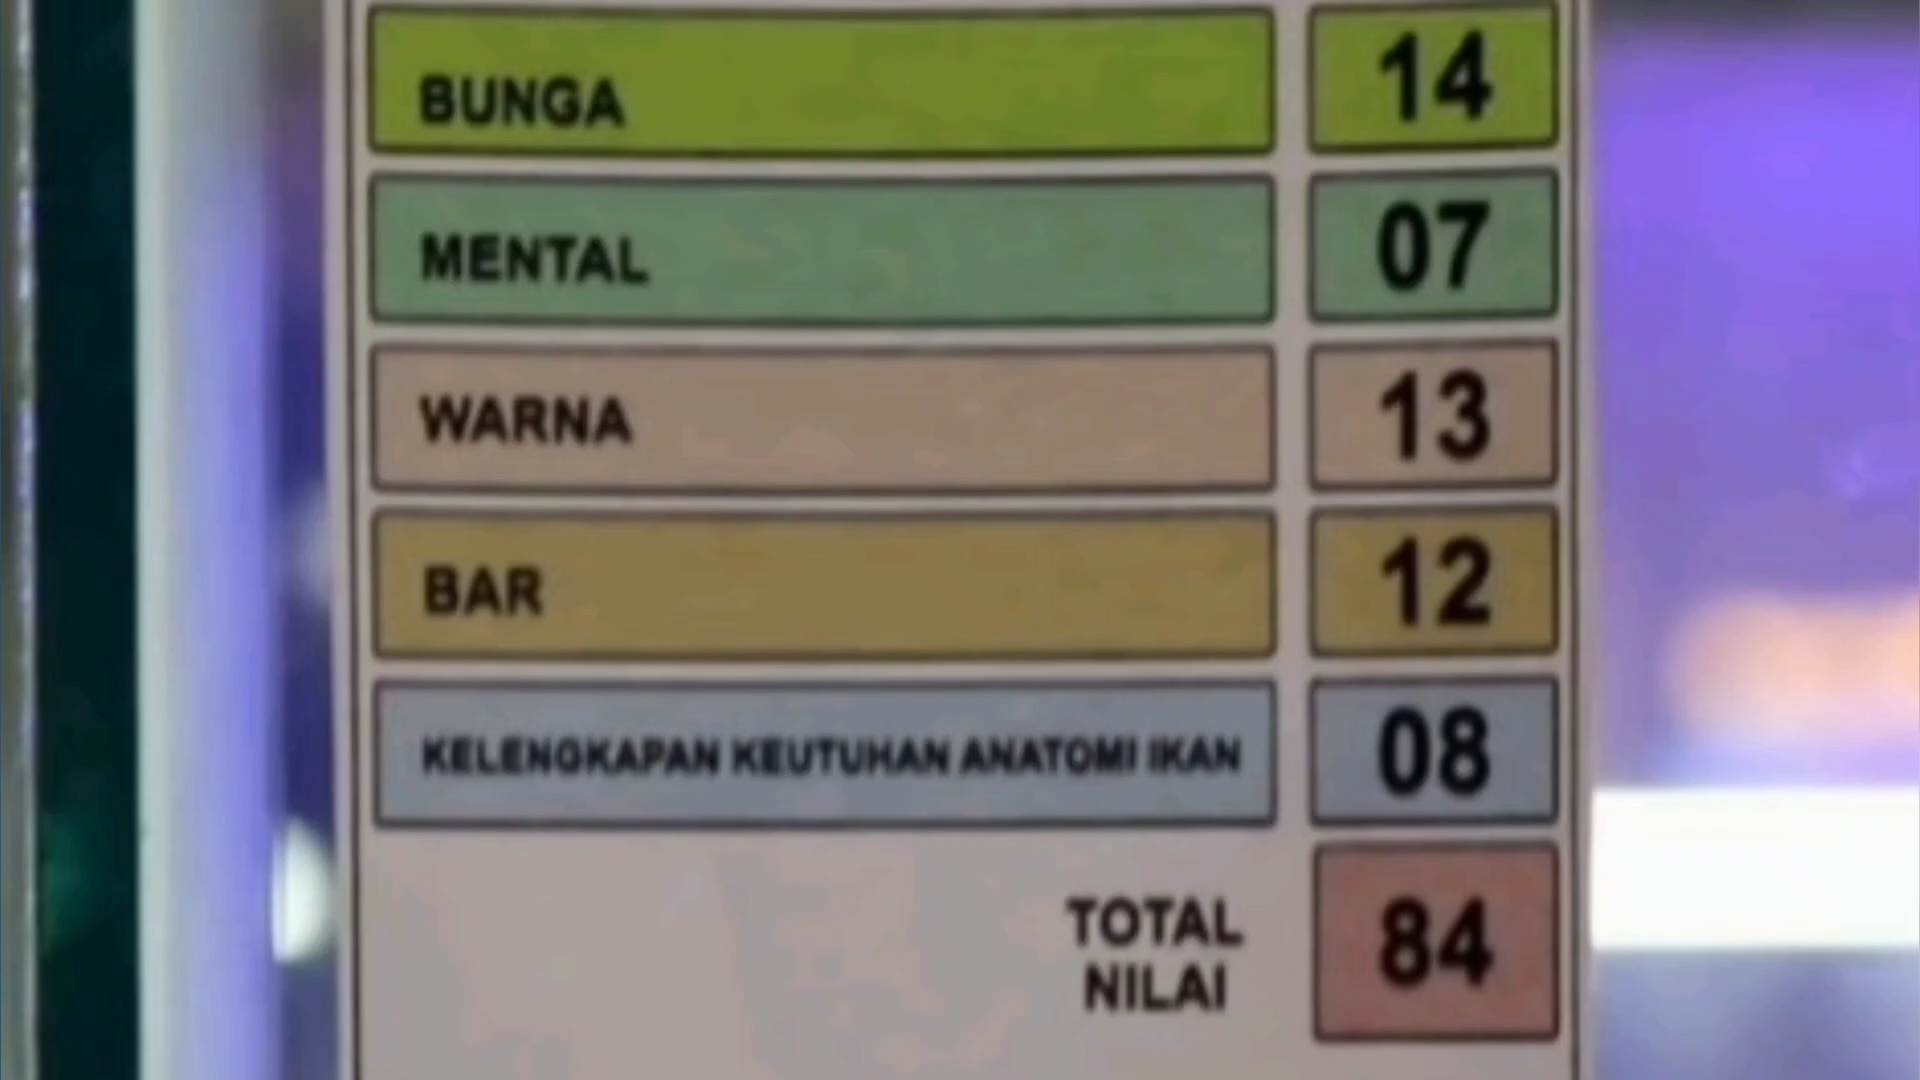 BUNGA 14
MENTAL 07
WARNA 13
BAR 12
KELENGKAPAN KEUTUHAN ANATOMI IKAN 08
TOTAL
NILAI 84